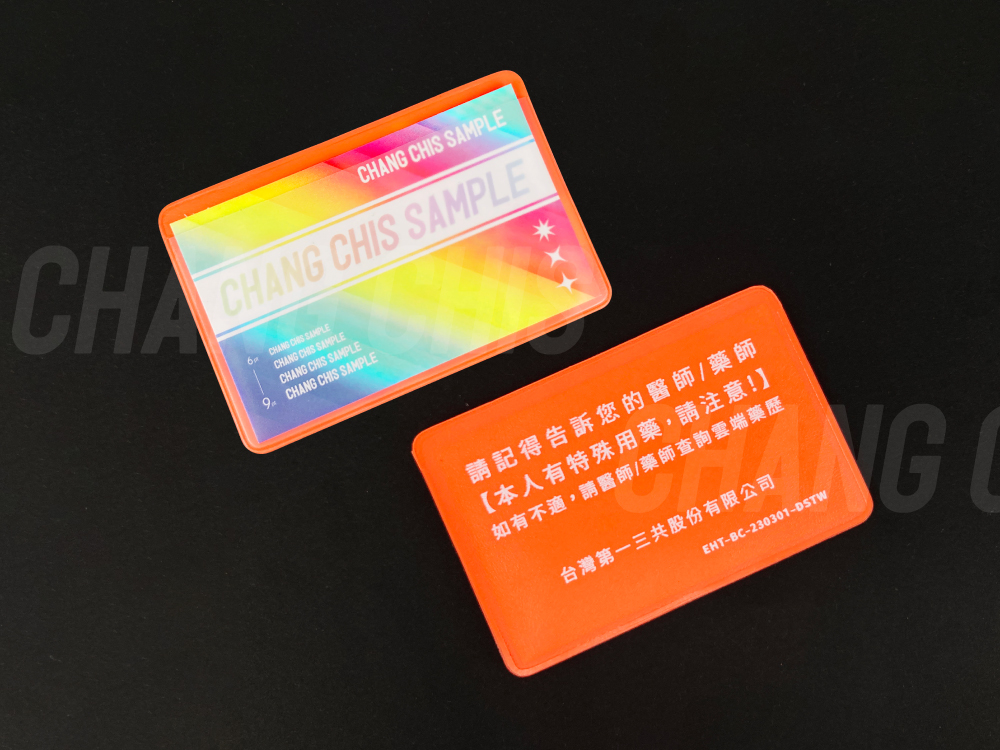 CHANG CHIS SAMPLE
CHANG CHIS SAMPLE
6pt
CHANG CHIS SAMPLE
CHANG CHIS SAMPLE
CHANG CHIS SAMPLE
9pt
CHANG CHIS SAMPLE
請記得告訴您的醫師/藥師
【本人有特殊用藥,請注意!】
如有不適,請醫師/藥師查詢雲端藥歷
台灣第一三共股份有限公司
EHT-BC-230301-DSTW
CHANG CHIS
CHANG C